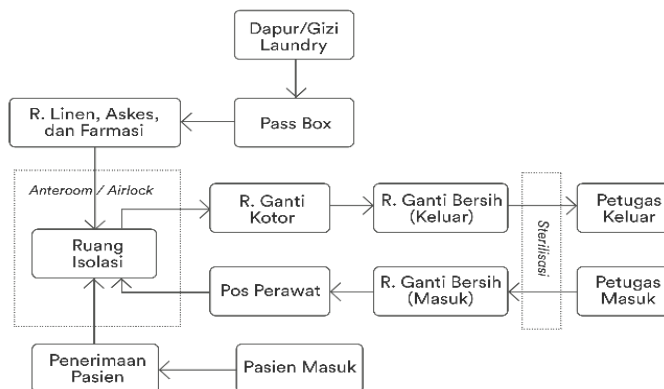 Dapur/Gizi
Laundry
R. Linen, Askes,
dan Farmasi
Pass Box
Anteroom / Airlock
Ruang
Isolasi
R. Ganti
Kotor
R. Ganti Bersih
(Keluar)
Sterilisasi
Petugas
Keluar
Pos Perawat
R. Ganti Bersih
(Masuk)
Petugas
Masuk
Penerimaan
Pasien
Pasien Masuk